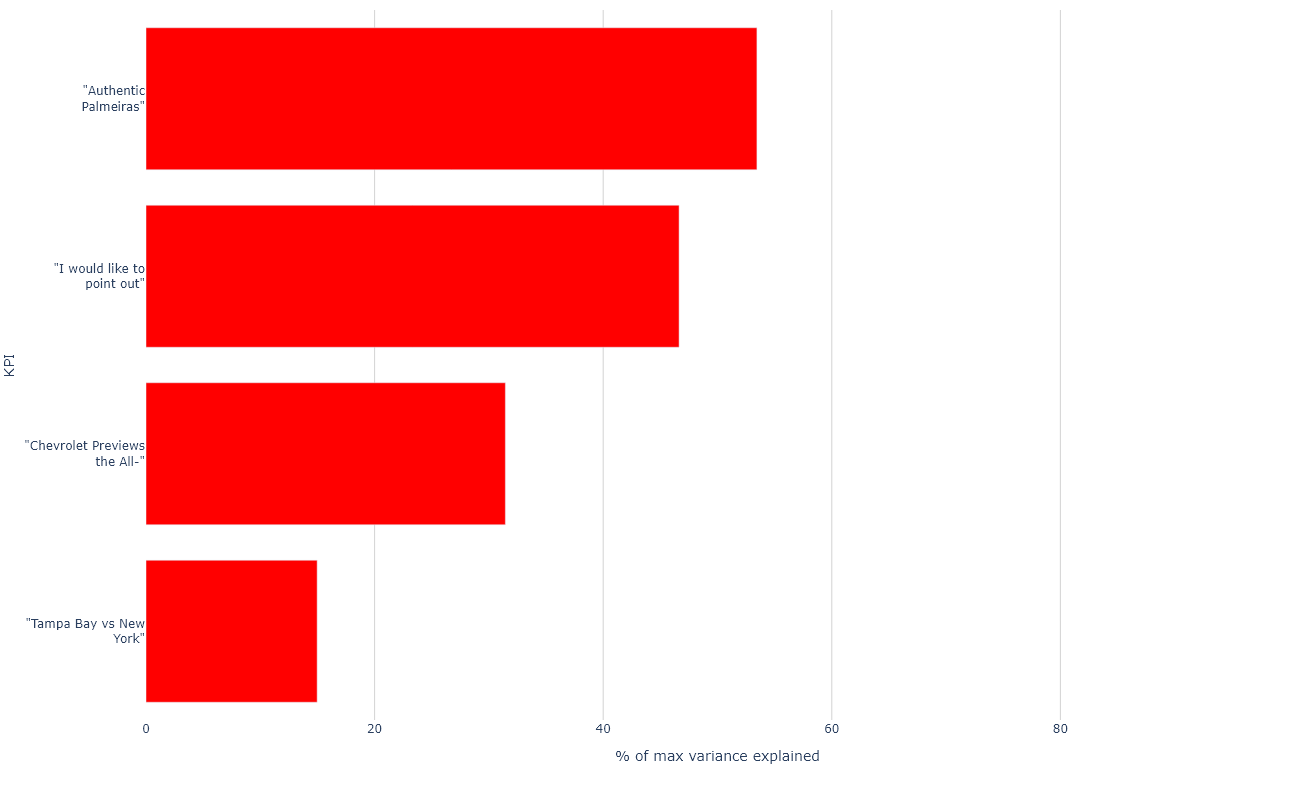 "Authentic
Palmeiras"
"I would like to
point out"
KPI
"Chevrolet Previews
the All-"
"Tampa Bay vs New
York"
0 20 40 60 80
% of max variance explained